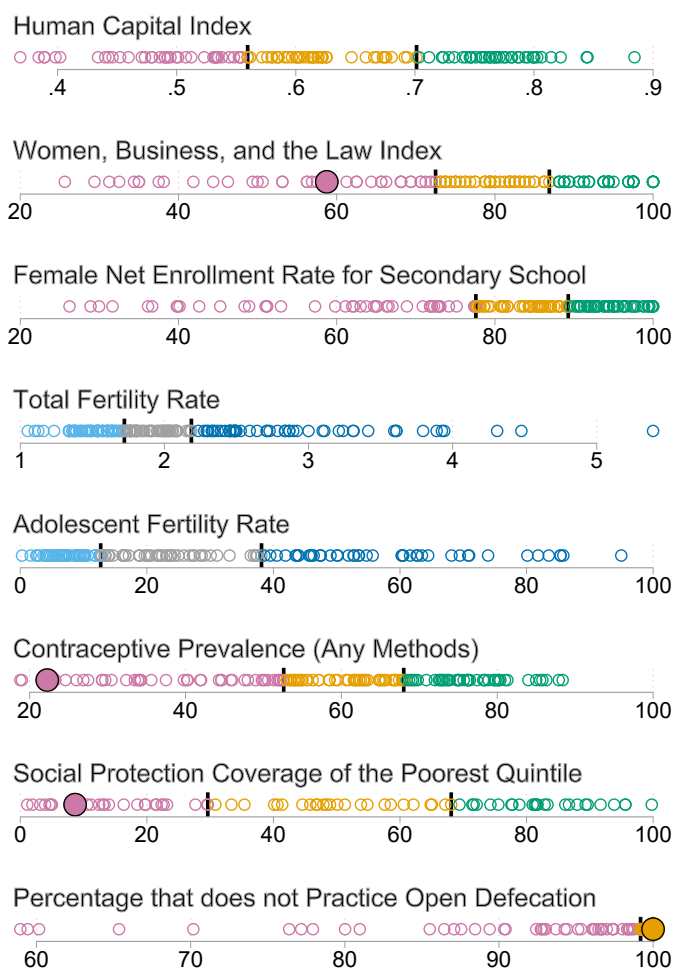 Human Capital Index
.4 .5 .6 .7 .8 .9
Women, Business, and the Law Index
20 40 60 80 100
Female Net Enrollment Rate for Secondary School
20 40 60 80 100
Total Fertility Rate
1 2 3 4 5
Adolescent Fertility Rate
0 20 40 60 80 100
Contraceptive Prevalence (Any Methods)
20 40 60 80 100
Social Protection Coverage of the Poorest Quintile
0 20 40 60 80 100
Percentage that does not Practice Open Defecation
60 70 80 90 100